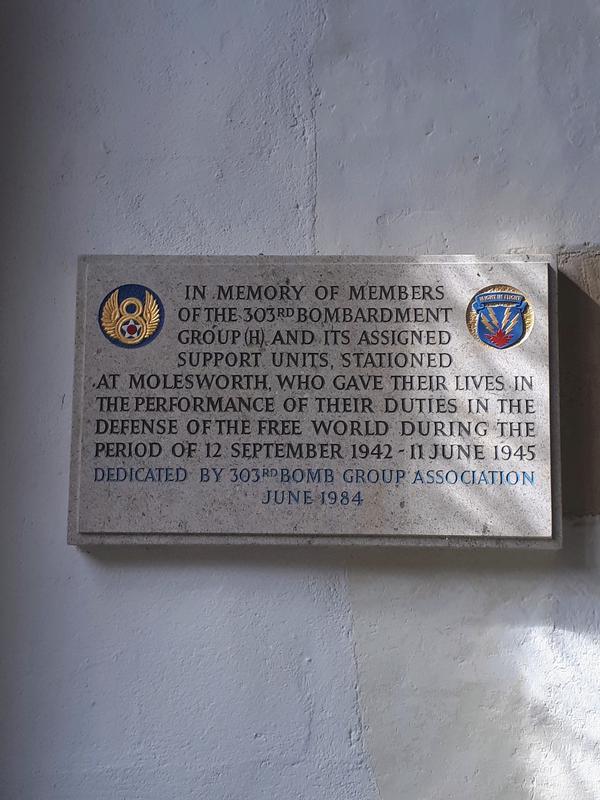 IN MEMORY OF MEMBERS
OF THE 303RD BOMBARDMENT
GROUP (H) AND ITS ASSIGNED
SUPPORT UNITS, STATIONED
AT MOLESWORTH, WHO GAVE THEIR LIVES IN
THE PERFORMANCE OF THEIR DUTIES IN THE
DEFENSE OF THE FREE WORLD DURING THE
PERIOD OF 12 SEPTEMBER 1942 - 11 JUNE 1945
DEDICATED BY 303RD BOMB GROUP ASSOCIATION
JUNE 1984
8
MIGHT IN FLIGHT